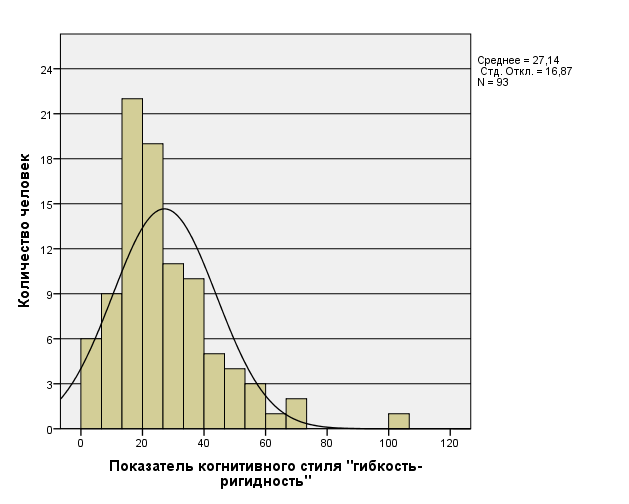 Среднее = 27,14
Стд. Откл. = 16,87
N = 93
Количество человек
24
21
18
15
12
9
6
3
0
0 20 40 60 80 100 120
Показатель когнитивного стиля "гибкость-
ригидность"